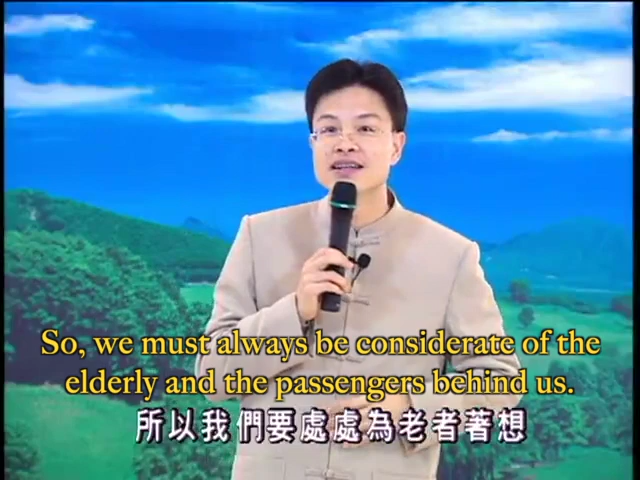 So, we must always be considerate of the
elderly and the passengers behind us.
所以我們要處處為老者著想